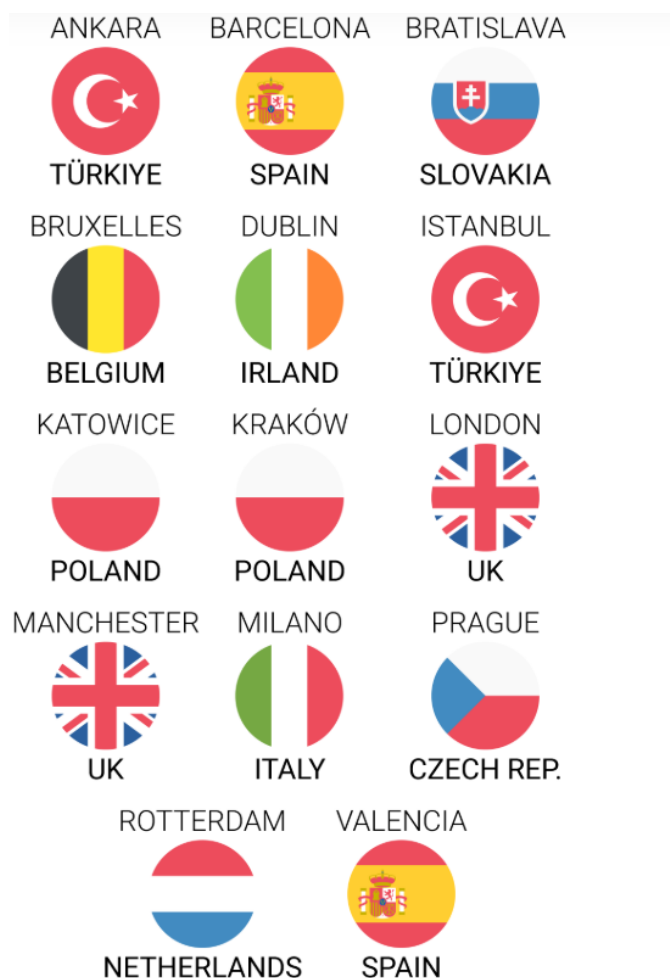 ANKARA BARCELONA BRATISLAVA
TÜRKIYE SPAIN SLOVAKIA
BRUXELLES DUBLIN ISTANBUL
BELGIUM IRLAND TÜRKIYE
KATOWICE KRAKÓW LONDON
POLAND POLAND UK
MANCHESTER MILANO PRAGUE
UK ITALY CZECH REP.
ROTTERDAM VALENCIA
NETHERLANDS SPAIN